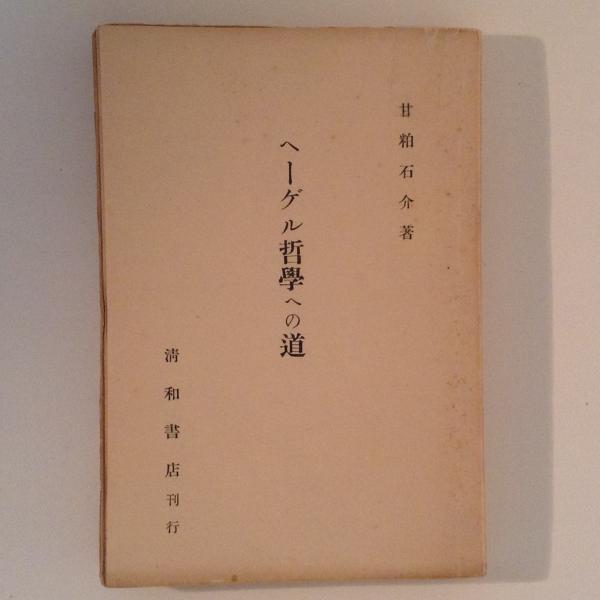 甘粕石介著
ヘーゲル哲學への道
淸和書店刊行